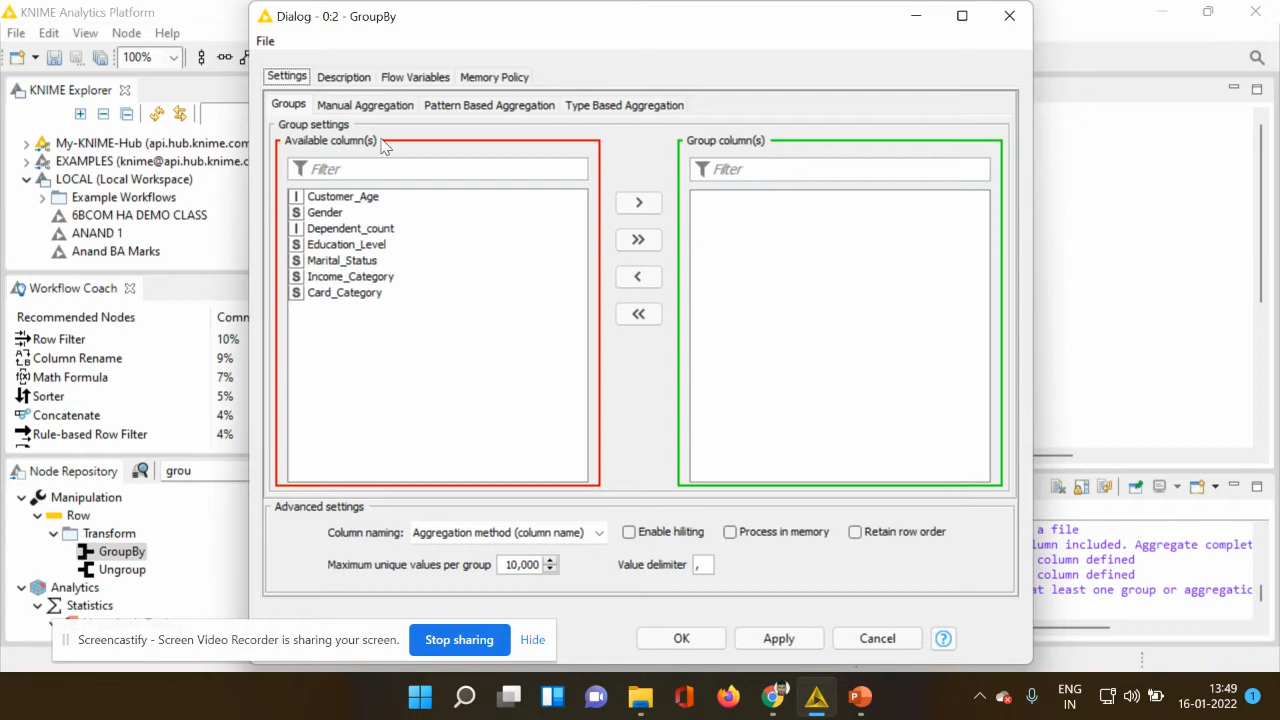 KNIME Analytics Platform
File Edit View Node Help
100%
KNIME Explorer
My-KNIME-Hub (api.hub.knime.com
EXAMPLES (knime@api.hub.knime.c
LOCAL (Local Workspace)
Example Workflows
6BCOM HA DEMO CLASS
ANAND 1
Anand BA Marks
Workflow Coach
Recommended Nodes Comm
Row Filter 10%
Column Rename 9%
Math Formula 7%
Sorter 5%
Concatenate 4%
Rule-based Row Filter 4%
Node Repository grou
Manipulation
Row
Transform
GroupBy
Ungroup
Analytics
Statistics
Dialog - 0:2 - GroupBy
File
Settings Description Flow Variables Memory Policy
Groups Manual Aggregation Pattern Based Aggregation Type Based Aggregation
Group settings
Available column(s) Group column(s)
Filter Filter
I Customer_Age
S Gender
I Dependent_count
S Education_Level
S Marital_Status
S Income_Category
S Card_Category
Advanced settings
Column naming: Aggregation method (column name) Enable hiliting Process in memory Retain row order
Maximum unique values per group 10,000 Value delimiter ,
OK Apply Cancel ?
a file
lumn included. Aggregate complet
column defined
column defined
at least one group or aggregatio
Screencastify - Screen Video Recorder is sharing your screen. Stop sharing Hide
ENG
IN
13:49
16-01-2022
1